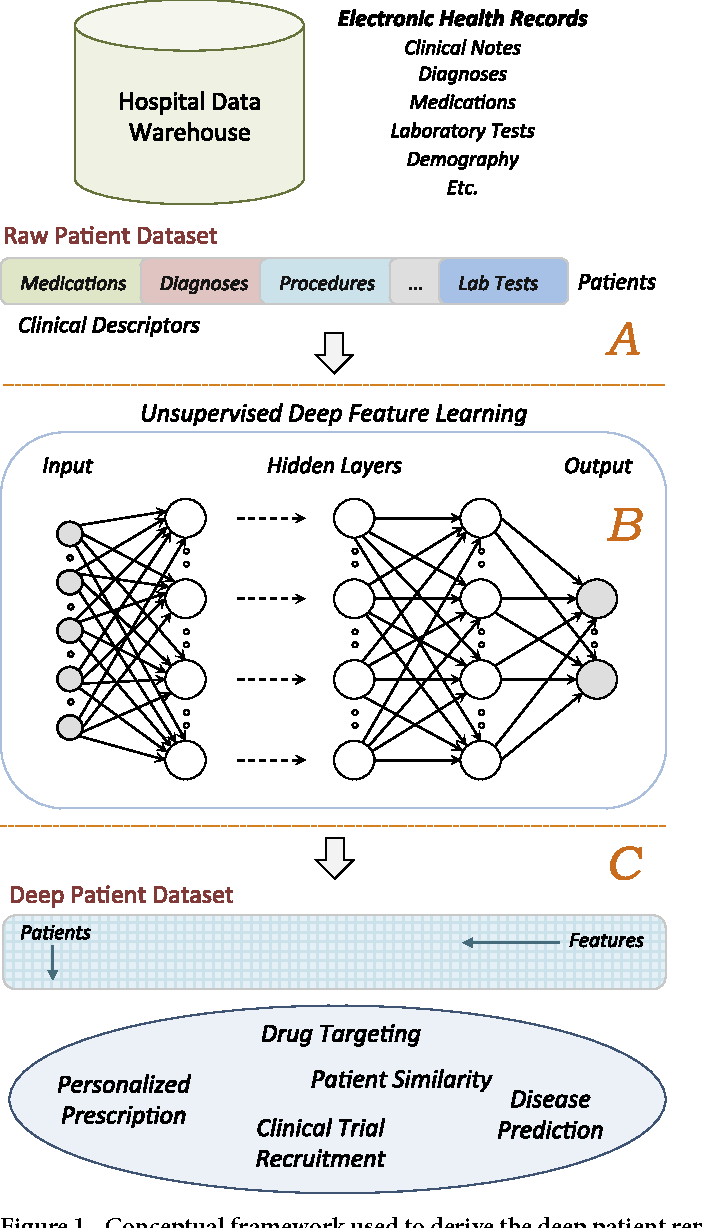 Electronic Health Records
Clinical Notes
Diagnoses
Medications
Laboratory Tests
Demography
Etc.
Hospital Data
Warehouse
Raw Patient Dataset
Medications Diagnoses Procedures ... Lab Tests Patients
Clinical Descriptors
A
Unsupervised Deep Feature Learning
Input Hidden Layers Output
B
C
Deep Patient Dataset
Patients
Features
Drug Targeting
Patient Similarity
Personalized
Prescription
Disease
Prediction
Clinical Trial
Recruitment
Figure 1. Conceptual framework used to derive the deep patient